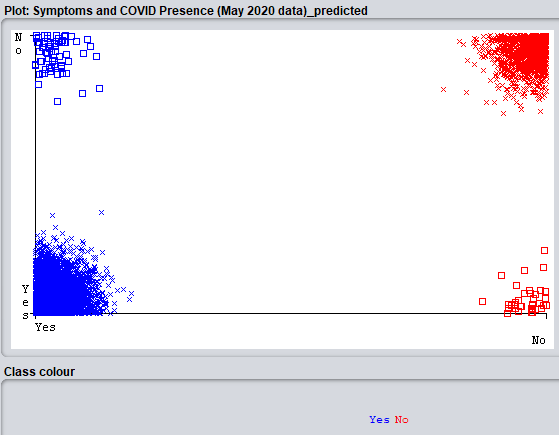 Plot: Symptoms and COVID Presence (May 2020 data)_predicted
No
Yes
Yes
No
Class colour
Yes No